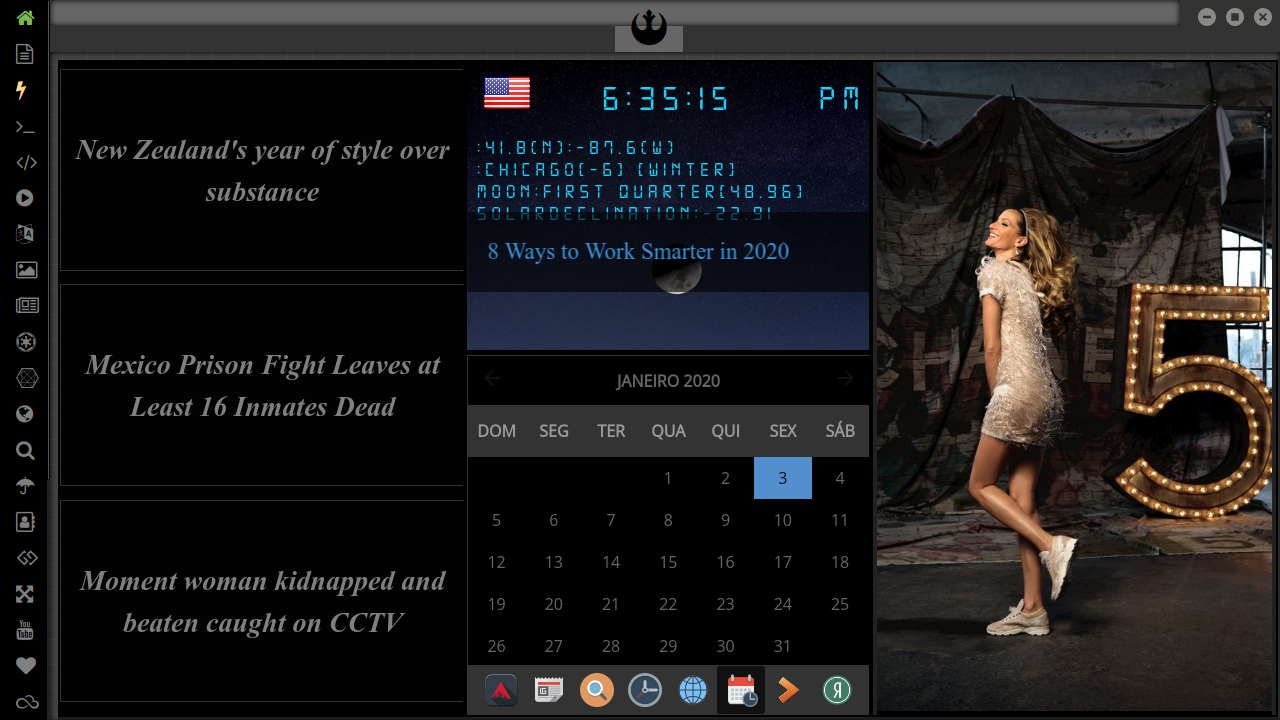 New Zealand's year of style over
substance
Mexico Prison Fight Leaves at
Least 16 Inmates Dead
Moment woman kidnapped and
beaten caught on CCTV
6:35:15 PM
:41.8(N):-87.6(W)
:CHICAGO(-6) (WINTER)
MOON:FIRST QUARTER(48.96)
SOLARDECLINATION:-22.91
8 Ways to Work Smarter in 2020
JANEIRO 2020
DOM SEG TER QUA QUI SEX SÁB
1 2 3 4
5 6 7 8 9 10 11
12 13 14 15 16 17 18
19 20 21 22 23 24 25
26 27 28 29 30 31
You
Tube
CHANEL
5